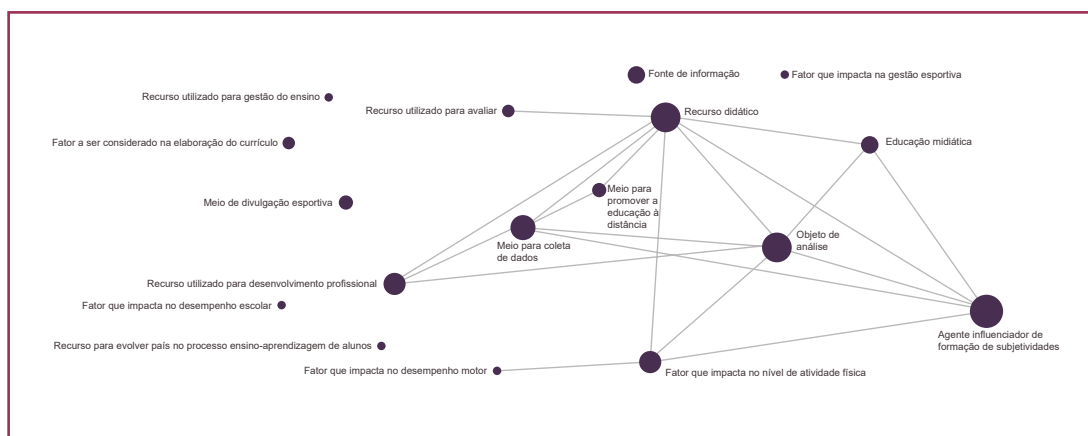 Fonte de informação
Fator que impacta na gestão esportiva
Recurso utilizado para gestão do ensino
Recurso utilizado para avaliar
Recurso didático
Fator a ser considrado na elaboração do currículo
Educação midiática
Meio de divulgação esportiva
Meio para
promover a
educação à
distância
Meio para coleta
de dados
Objeto de
análise
Recurso utilizado para desenvolvimento profissional
Fator que impacta no desempenho escolar
Agente influenciador de
formação de subjetividades
Recurso para evolver país no processo ensino-aprendizagem de alunos
Fator que impacta no desempenho motor
Fator que impacta no nível de atividade física